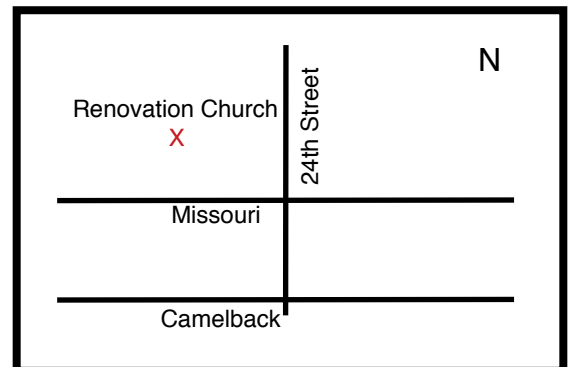 N
Renovation Church
X
24th Street
Missouri
Camelback